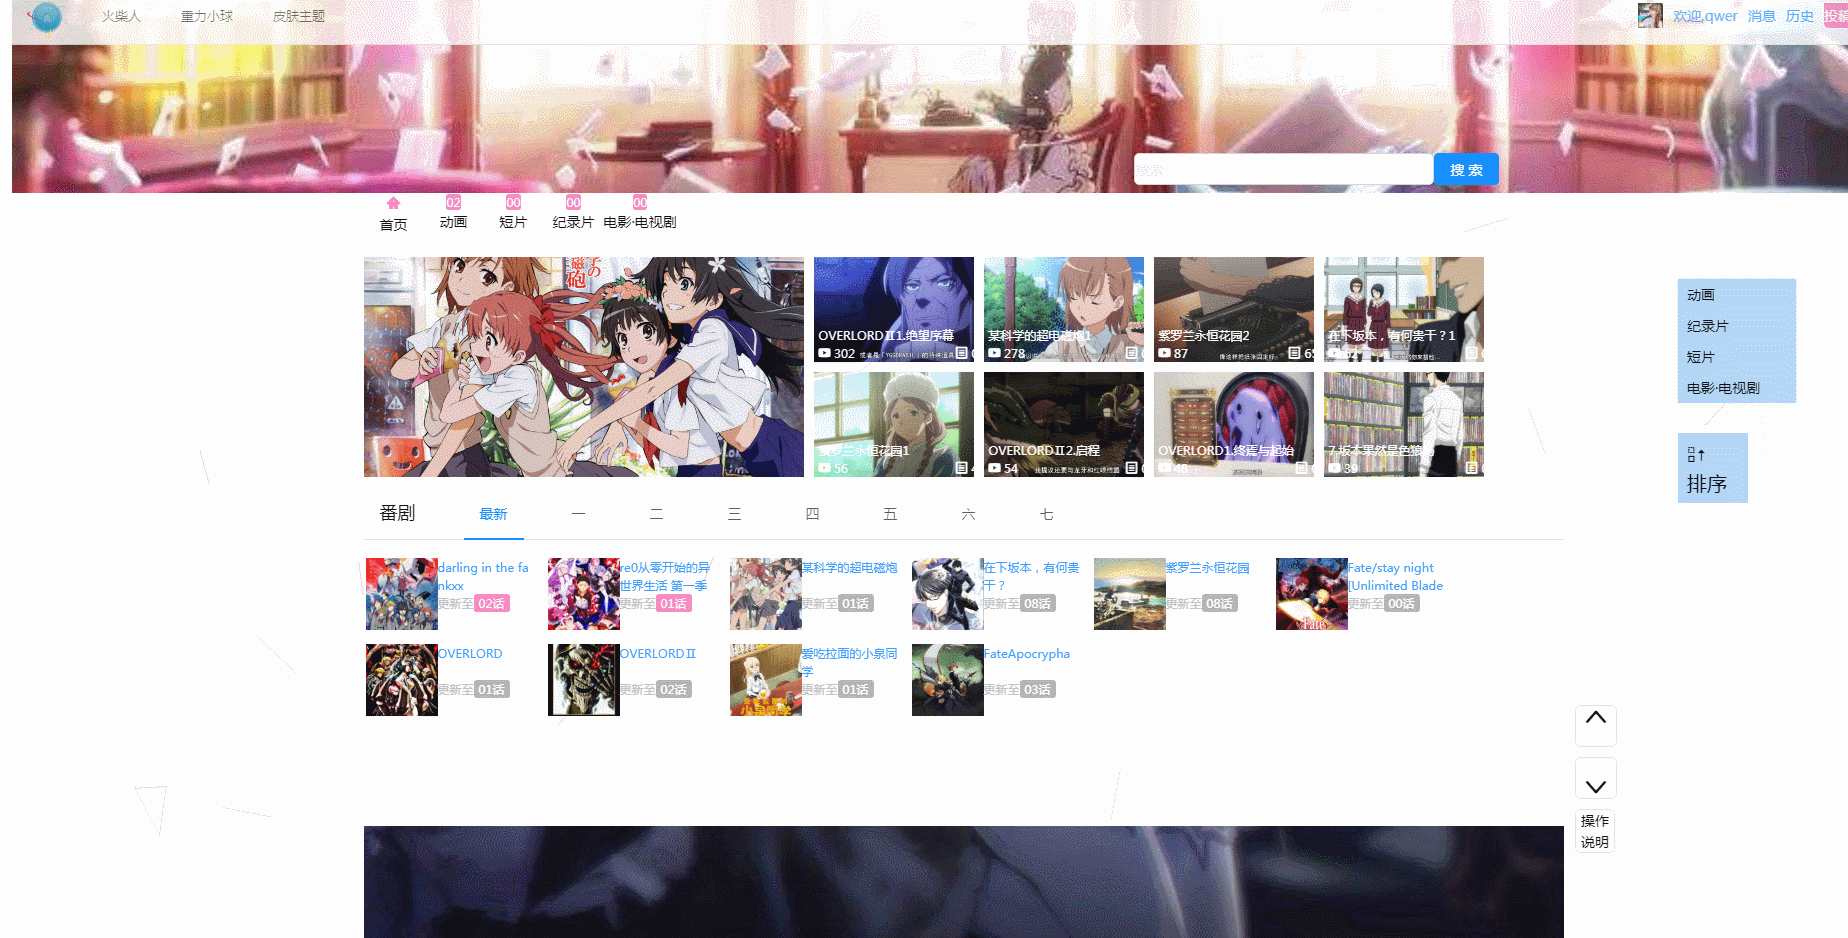 火柴人 重力小球 皮肤主题 欢迎,qwer 消息 历史 投稿
搜索 搜 索
02 00 00 00
首页 动画 短片 纪录片 电影·电视剧
OVERLORDⅡ1.绝望序幕 某科学的超电磁炮1 紫罗兰永恒花园2 在下坂本，有何贵干？1
302 278 87 62
紫罗兰永恒花园1 OVERLORDⅡ2.启程 OVERLORD1.终焉与起始 7.坂本果然是色狼
56 54 48 39
动画
纪录片
短片
电影·电视剧
排序
番剧 最新 一 二 三 四 五 六 七
darling in the fa
nkxx
更新至 02话
re0从零开始的异
世界生活 第一季
更新至 01话
某科学的超电磁炮
更新至 01话
在下坂本，有何贵
干？
更新至 08话
紫罗兰永恒花园
更新至 08话
Fate/stay night
[Unlimited Blade
更新至 00话
OVERLORD
更新至 01话
OVERLORDⅡ
更新至 02话
爱吃拉面的小泉同
学
更新至 01话
FateApocrypha
更新至 03话
操作
说明